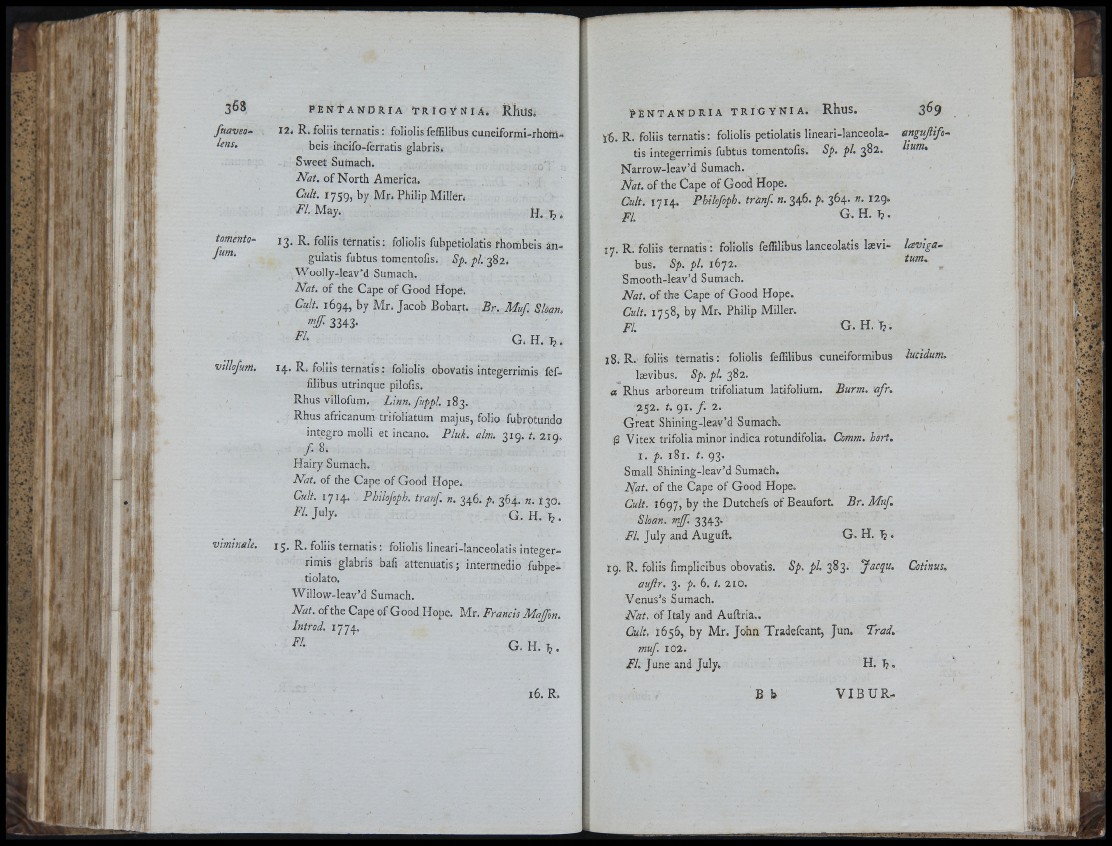 368 PENTANDRIA TRIGYNIA. Rhus.
ſuaveo- 12. R. foliis ternatis: foliolis ſeſſilibus cuneiformi-rhom-
lens. beis inciſo-ſerratis glabris.
Sweet Sumach.
Nat. of North America.
Cult. 1759, by Mr. Philip Miller.
Fl. May. H. ♄.
tomento- 13. R. foliis ternatis: foliolis ſubpetiolatis rhombeis an-
ſum. gulatis ſubtus tomentoſis. Sp. pl. 382.
Woolly-leav'd Sumach.
Nat. of the Cape of Good Hope.
Cult. 1694, by Mr. Jacob Bobart. Br. Muſ. Sloan.
mſſ. 3343.
Fl. G. H. ♄.
villoſum. 14. R. foliis ternatis: foliolis obovatis integerrimis ſeſ-
ſilibus utrinque piloſis.
Rhus villoſum. Linn. ſuppl. 183.
Rhus africanum trifoliatum majus, folio ſubrotundo
integro molli et incano. Pluk. alm. 319. t. 219.
f. 8.
Hairy Sumach.
Nat. of the Cape of Good Hope.
Cult. 1714. Philoſoph. tranſ. n. 346. p. 364. n. 130.
Fl. July. G. H. ♄.
viminale. 15. R. foliis ternatis: foliolis lineari-lanceolatis integer-
rimis glabris baſi attenuatis; intermedio ſubpe-
tiolato.
Willow-leav'd Sumach.
Nat. of the Cape of Good Hope. Mr. Francis Maſſon.
Introd. 1774.
Fl. G. H. ♄.
16. R.
PENTANDRIA TRIGYNIA. Rhus. 369
16. R. foliis ternatis: foliolis petiolatis lineari-lanceola- anguſtifo-
tis integerrimis ſubtus tomentoſis. Sp. pl. 382. lium.
Narrow-leav'd Sumach.
Nat. of the Cape of Good Hope.
Cult. 1714. Philoſoph. tranſ. n. 346. p. 364. n. 129.
Fl. G. H. ♄.
17. R. foliis ternatis: foliolis ſeſſilibus lanceolatis lævi- læviga-
bus. Sp. pl. 1672. tum.
Smooth-leav'd Sumach.
Nat. of the Cape of Good Hope.
Cult. 1758, by Mr. Philip Miller.
Fl. G. H. ♄.
18. R. foliis ternatis: foliolis ſeſſilibus cuneiformibus lucidum.
lævibus. Sp. pl. 382.
α Rhus arboreum trifoliatum latifolium. Burm. afr.
252. t. 91. f. 2.
Great Shining-leav'd Sumach.
β Vitex trifolia minor indica rotundifolia. Comm. hort.
1. p. 181. t. 93.
Small Shining-leav'd Sumach.
Nat. of the Cape of Good Hope.
Cult. 1697, by the Dutcheſs of Beaufort. Br. Muſ.
Sloan. mſſ. 3343.
Fl. July and Auguſt. G. H. ♄.
19. R. foliis ſimplicibus obovatis. Sp. pl. 383. Jacqu. Cotinus.
auſtr. 3. p. 6. t. 210.
Venus's Sumach.
Nat. of Italy and Auſtria..
Cult. 1656, by Mr. John Tradeſcant, Jun. Trad.
muſ. 102.
Fl. June and July. H. ♄.
B b VIBUR-